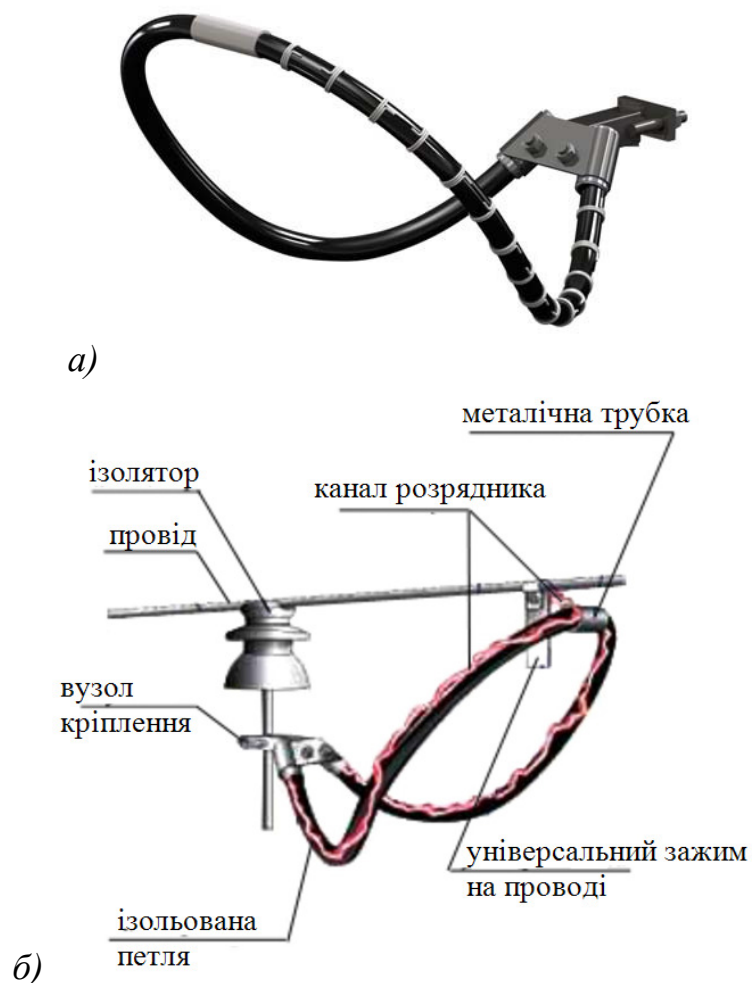 а)
металічна трубка
ізолятор
канал розрядника
провід
вузол
кріплення
універсальний зажим
на проводі
ізольована
петля
б)